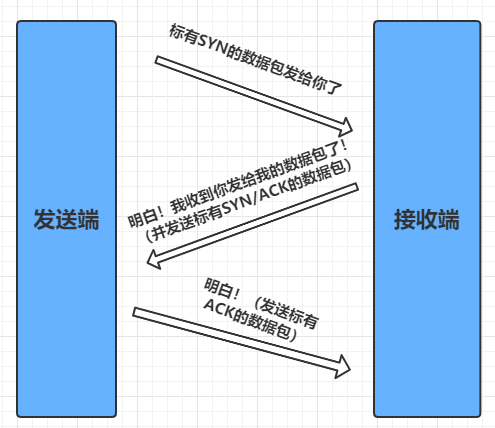 标有SYN的数据包发给你了
明白！我收到你发给我的数据包了！
（并发送标有SYN/ACK的数据包）
发送端
接收端
明白！（发送标有
ACK的数据包）